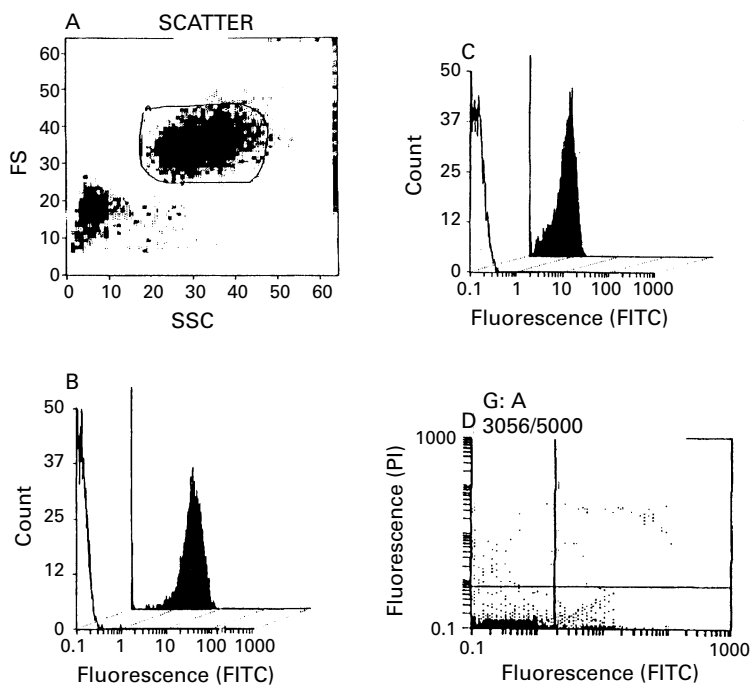 A
SCATTER
60
50
40
30
20
10
0
FS
0 10 20 30 40 50 60
SSC
B
50
37
25
12
0
Count
0.1 1 10 100 1000
Fluorescence (FITC)
C
50
37
25
12
0
Count
0.1 1 10 100 1000
Fluorescence (FITC)
G: A
D 3056/5000
1000
Fluorescence (PI)
0.1
0.1 1000
Fluorescence (FITC)